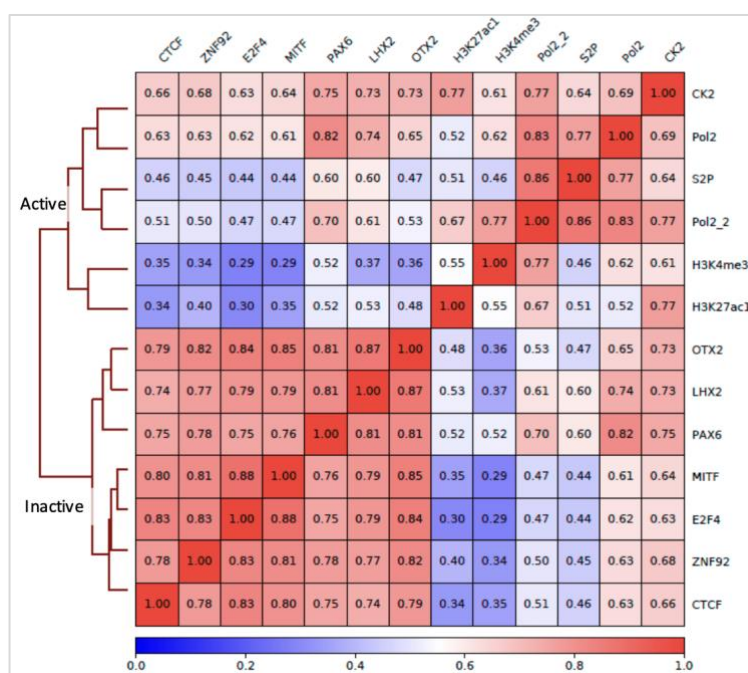 CTCF ZNF92 E2F4 MITF PAX6 LHX2 OTX2 H3K27ac1 H3K4me3 Pol2_2 S2P Pol2 CK2
0.66 0.68 0.63 0.64 0.75 0.73 0.73 0.77 0.61 0.77 0.64 0.69 1.00 CK2
0.63 0.63 0.62 0.61 0.82 0.74 0.65 0.52 0.62 0.83 0.77 1.00 0.69 Pol2
0.46 0.45 0.44 0.44 0.60 0.60 0.47 0.51 0.46 0.86 1.00 0.77 0.64 S2P
Active
0.51 0.50 0.47 0.47 0.70 0.61 0.53 0.67 0.77 1.00 0.86 0.83 0.77 Pol2_2
0.35 0.34 0.29 0.29 0.52 0.37 0.36 0.55 1.00 0.77 0.46 0.62 0.61 H3K4me3
0.34 0.40 0.30 0.35 0.52 0.53 0.48 1.00 0.55 0.67 0.51 0.52 0.77 H3K27ac1
0.79 0.82 0.84 0.85 0.81 0.87 1.00 0.48 0.36 0.53 0.47 0.65 0.73 OTX2
0.74 0.77 0.79 0.79 0.81 1.00 0.87 0.53 0.37 0.61 0.60 0.74 0.73 LHX2
0.75 0.78 0.75 0.76 1.00 0.81 0.81 0.52 0.52 0.70 0.60 0.82 0.75 PAX6
0.80 0.81 0.88 1.00 0.76 0.79 0.85 0.35 0.29 0.47 0.44 0.61 0.64 MITF
Inactive
0.83 0.83 1.00 0.88 0.75 0.79 0.84 0.30 0.29 0.47 0.44 0.62 0.63 E2F4
0.78 1.00 0.83 0.81 0.78 0.77 0.82 0.40 0.34 0.50 0.45 0.63 0.68 ZNF92
1.00 0.78 0.83 0.80 0.75 0.74 0.79 0.34 0.35 0.51 0.46 0.63 0.66 CTCF
0.0 0.2 0.4 0.6 0.8 1.0